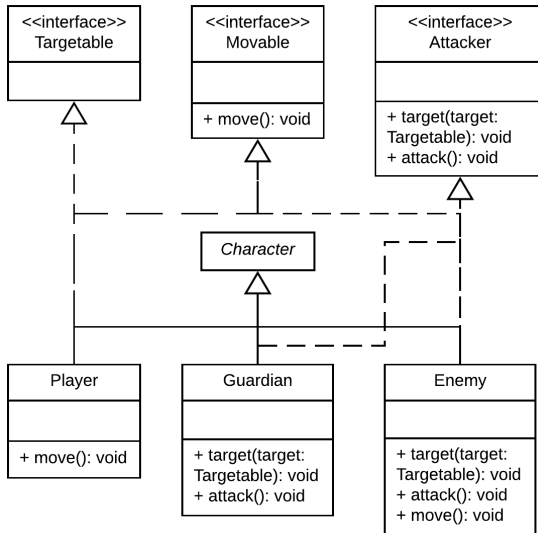 <<interface>>
Targetable
<<interface>>
Movable
+ move(): void
<<interface>>
Attacker
+ target(target:
Targetable): void
+ attack(): void
Character
Player
+ move(): void
Guardian
+ target(target:
Targetable): void
+ attack(): void
Enemy
+ target(target:
Targetable): void
+ attack(): void
+ move(): void